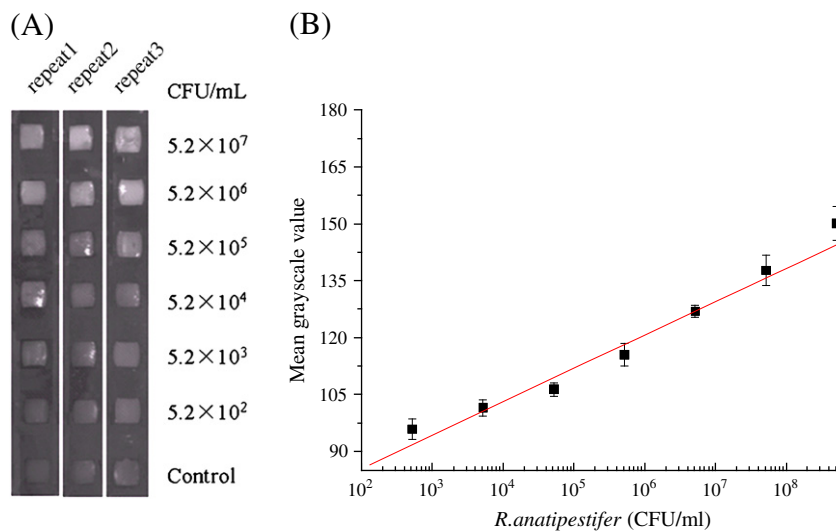 (A)
repeat1
repeat2
repeat3
CFU/mL
5.2×10⁷
5.2×10⁶
5.2×10⁵
5.2×10⁴
5.2×10³
5.2×10²
Control
(B)
Mean grayscale value
180
165
150
135
120
105
90
10² 10³ 10⁴ 10⁵ 10⁶ 10⁷ 10⁸
R.anatipestifer (CFU/ml)